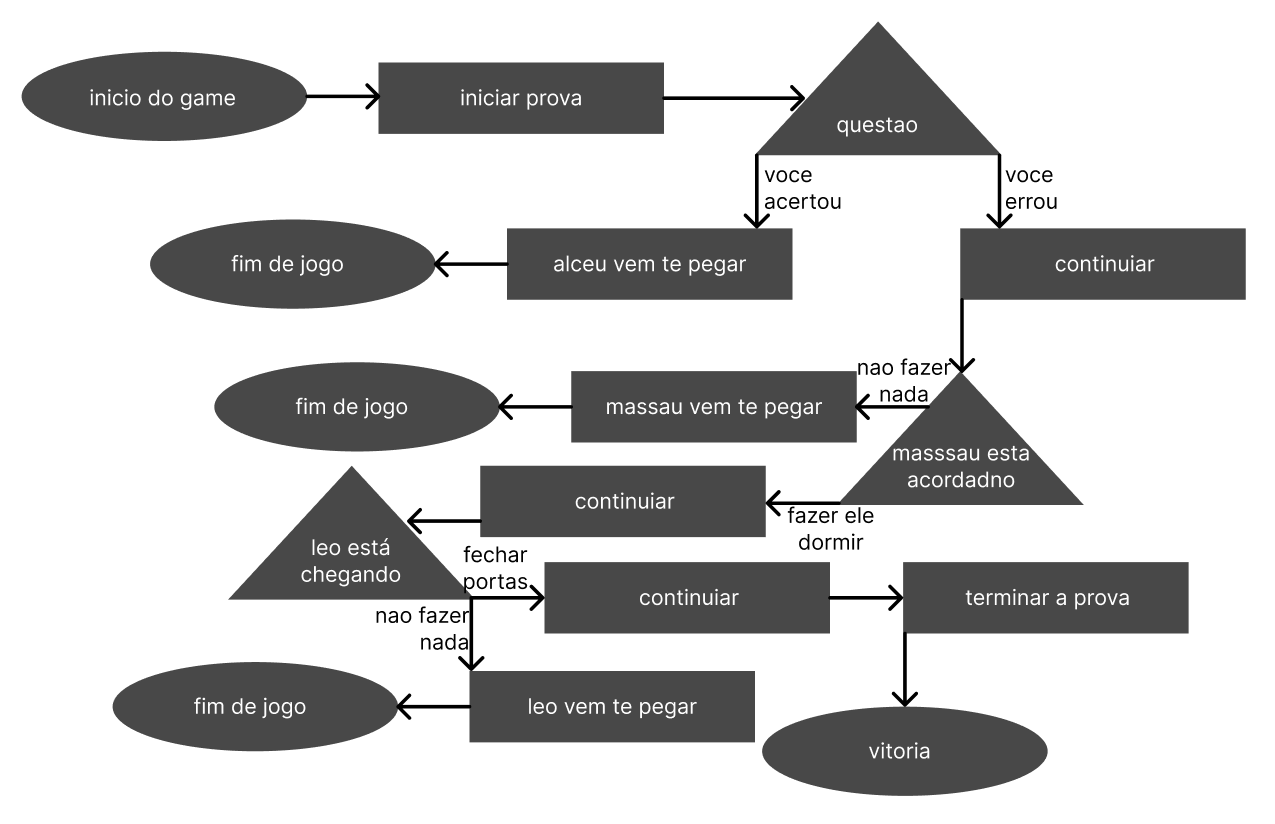 inicio do game
iniciar prova
questao
voce
acertou
voce
errou
fim de jogo
alceu vem te pegar
continuiar
nao fazer
nada
fim de jogo
massau vem te pegar
masssau esta
acordadno
continuiar
fazer ele
dormir
leo está
chegando
fechar
portas
continuiar
terminar a prova
nao fazer
nada
fim de jogo
leo vem te pegar
vitoria